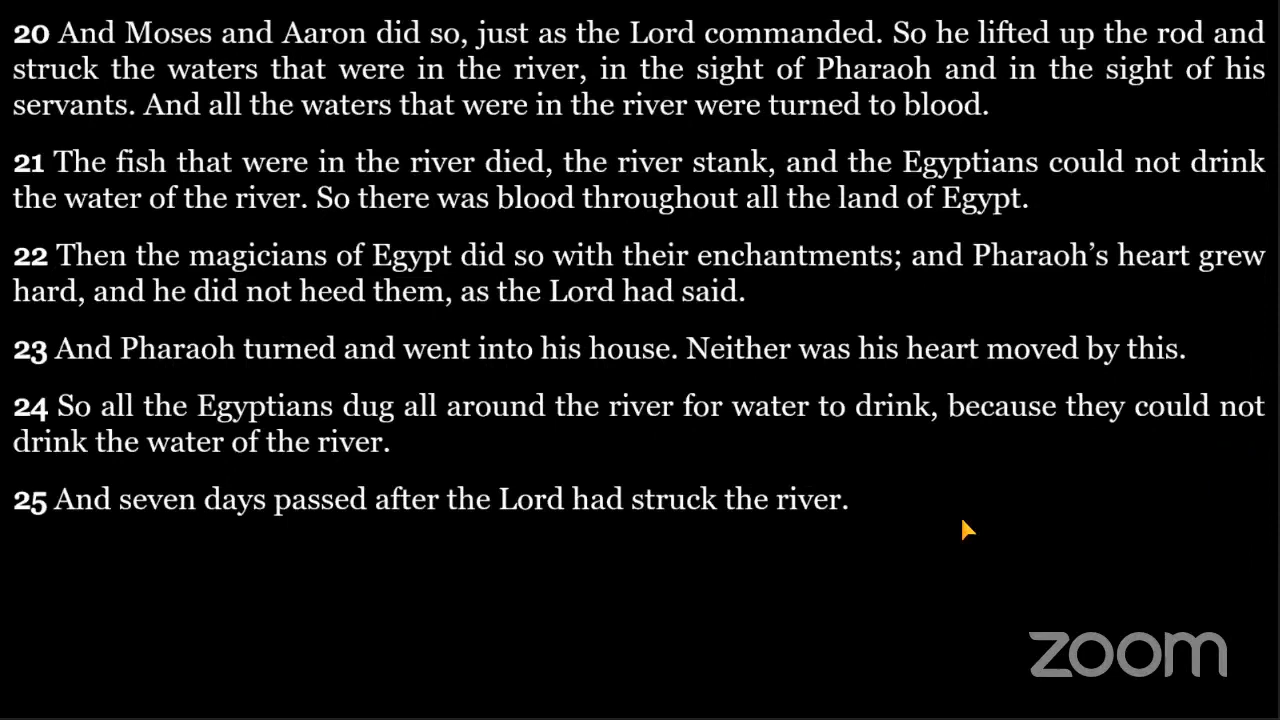 20 And Moses and Aaron did so, just as the Lord commanded. So he lifted up the rod and
struck the waters that were in the river, in the sight of Pharaoh and in the sight of his
servants. And all the waters that were in the river were turned to blood.
21 The fish that were in the river died, the river stank, and the Egyptians could not drink
the water of the river. So there was blood throughout all the land of Egypt.
22 Then the magicians of Egypt did so with their enchantments; and Pharaoh’s heart grew
hard, and he did not heed them, as the Lord had said.
23 And Pharaoh turned and went into his house. Neither was his heart moved by this.
24 So all the Egyptians dug all around the river for water to drink, because they could not
drink the water of the river.
25 And seven days passed after the Lord had struck the river.
zoom